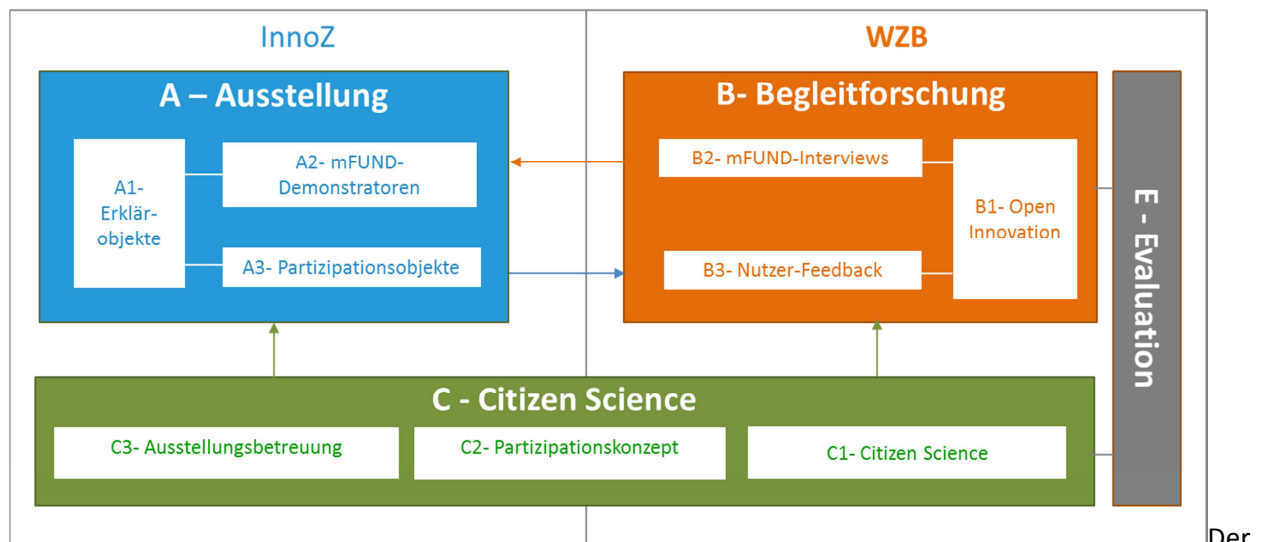 InnoZ
WZB
A – Ausstellung
A1-
Erklär-
objekte
A2- mFUND-
Demonstratoren
A3- Partizipationsobjekte
B- Begleitforschung
B2- mFUND-Interviews
B3- Nutzer-Feedback
B1- Open
Innovation
E - Evaluation
C - Citizen Science
C3- Ausstellungsbetreuung
C2- Partizipationskonzept
C1- Citizen Science
Der